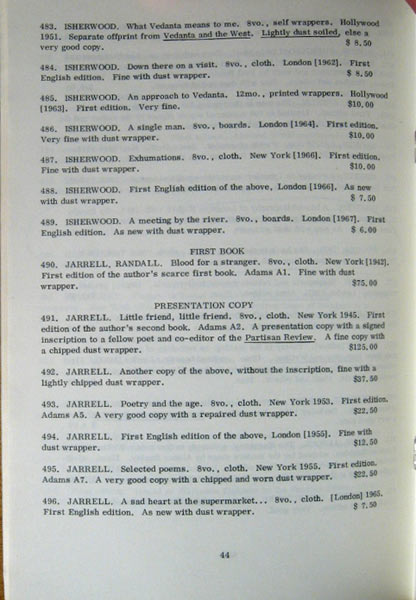 483. ISHERWOOD. What Vedanta means to me. 8vo., self wrappers. Hollywood
1951. Separate offprint from Vedanta and the West. Lightly dust soiled, else a
very good copy. $ 8.50
484. ISHERWOOD. Down there on a visit. 8vo., cloth. London [1962]. First
English edition. Fine with dust wrapper. $ 8.50
485. ISHERWOOD. An approach to Vedanta. 12mo., printed wrappers. Hollywood
[1963]. First edition. Very fine. $10.00
486. ISHERWOOD. A single man. 8vo., boards. London [1964]. First edition.
Very fine with dust wrapper. $10.00
487. ISHERWOOD. Exhumations. 8vo., cloth. New York [1966]. First edition.
Fine with dust wrapper. $10.00
488. ISHERWOOD. First English edition of the above, London [1966]. As new
with dust wrapper. $ 7.50
489. ISHERWOOD. A meeting by the river. 8vo., boards. London [1967]. First
English edition. As new with dust wrapper. $ 6.00
FIRST BOOK
490. JARRELL, RANDALL. Blood for a stranger. 8vo., cloth. New York [1942].
First edition of the author's scarce first book. Adams A1. Fine with dust
wrapper. $75.00
PRESENTATION COPY
491. JARRELL. Little friend, little friend. 8vo., cloth. New York 1945. First
edition of the author's second book. Adams A2. A presentation copy with a signed
inscription to a fellow poet and co-editor of the Partisan Review. A fine copy with
a chipped dust wrapper. $125.00
492. JARRELL. Another copy of the above, without the inscription, fine with a
lightly chipped dust wrapper. $37.50
493. JARRELL. Poetry and the age. 8vo., cloth. New York 1953. First edition.
Adams A5. A very good copy with a repaired dust wrapper. $22.50
494. JARRELL. First English edition of the above, London [1955]. Fine with
dust wrapper. $12.50
495. JARRELL. Selected poems. 8vo., cloth. New York 1955. First edition.
Adams A7. A very good copy with a chipped and worn dust wrapper. $22.50
496. JARRELL. A sad heart at the supermarket... 8vo., cloth. [London] 1965.
First English edition. As new with dust wrapper. $ 7.50
44